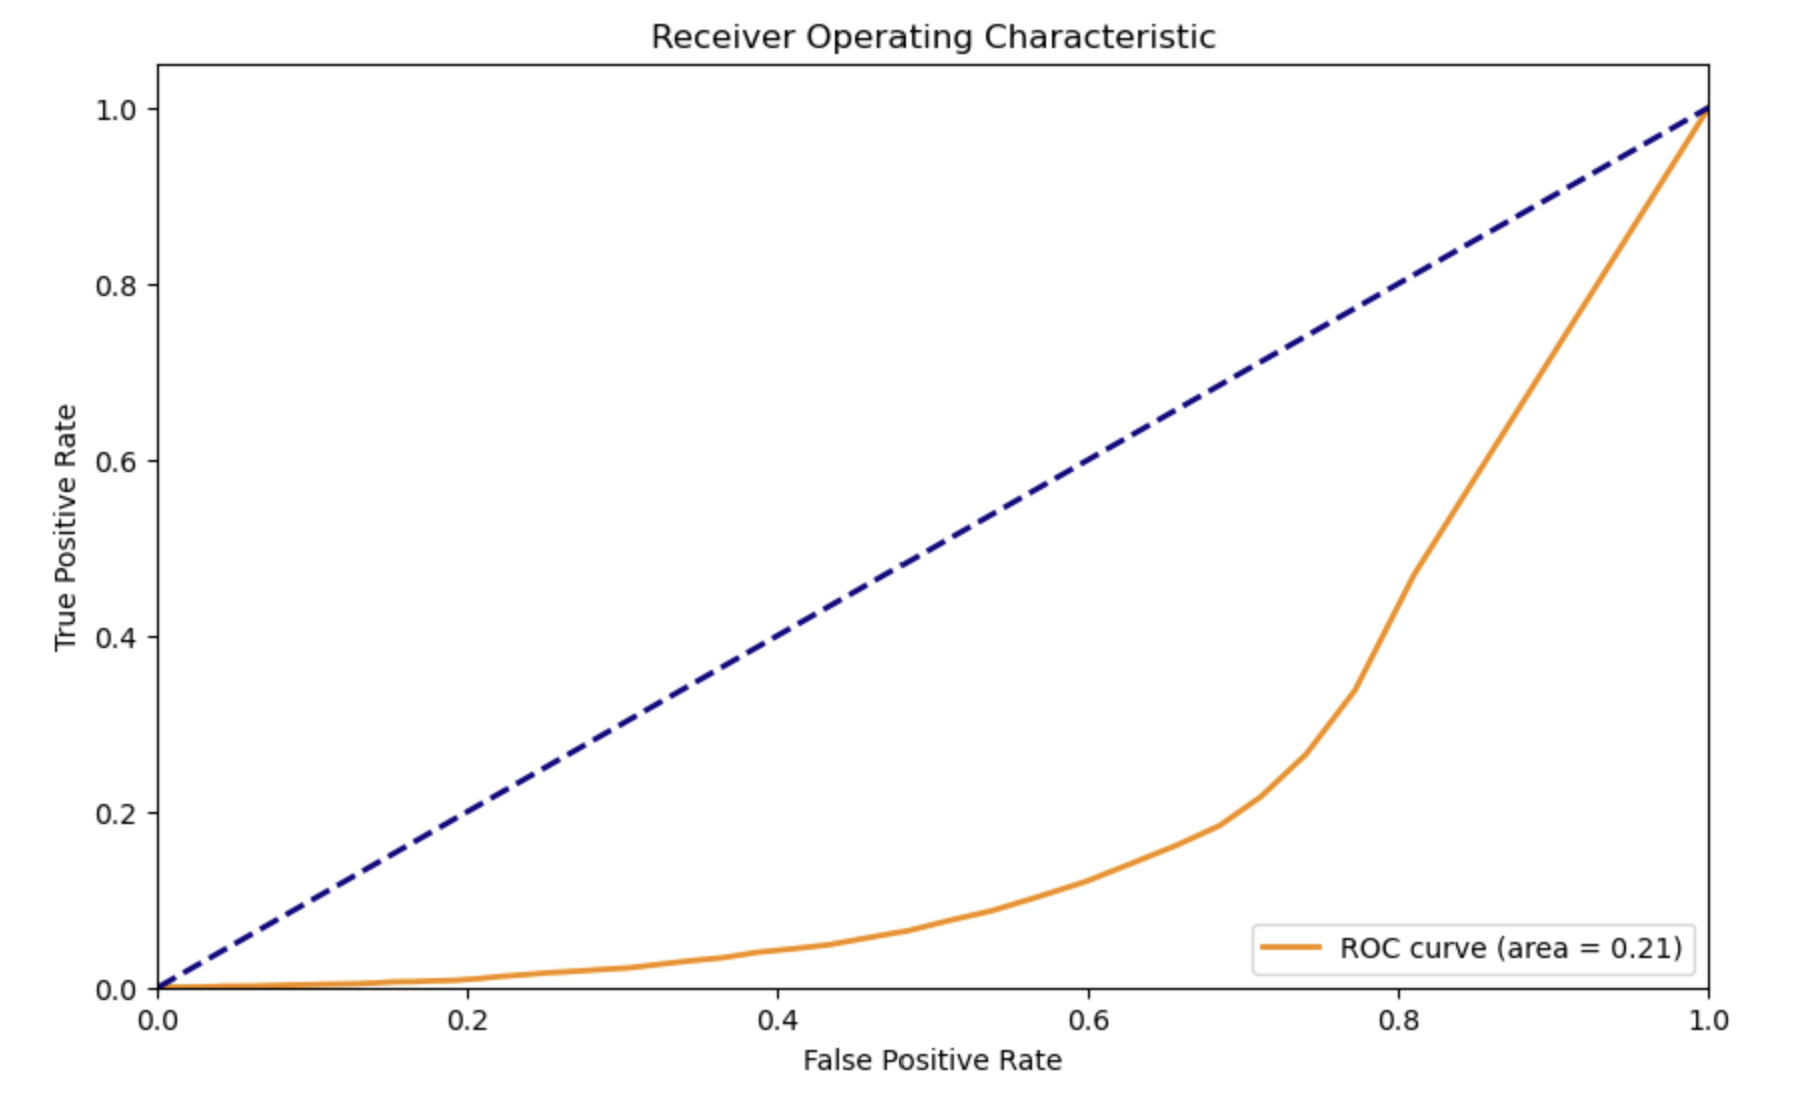 Receiver Operating Characteristic
1.0
0.8
0.6
0.4
0.2
0.0
True Positive Rate
ROC curve (area = 0.21)
0.0 0.2 0.4 0.6 0.8 1.0
False Positive Rate